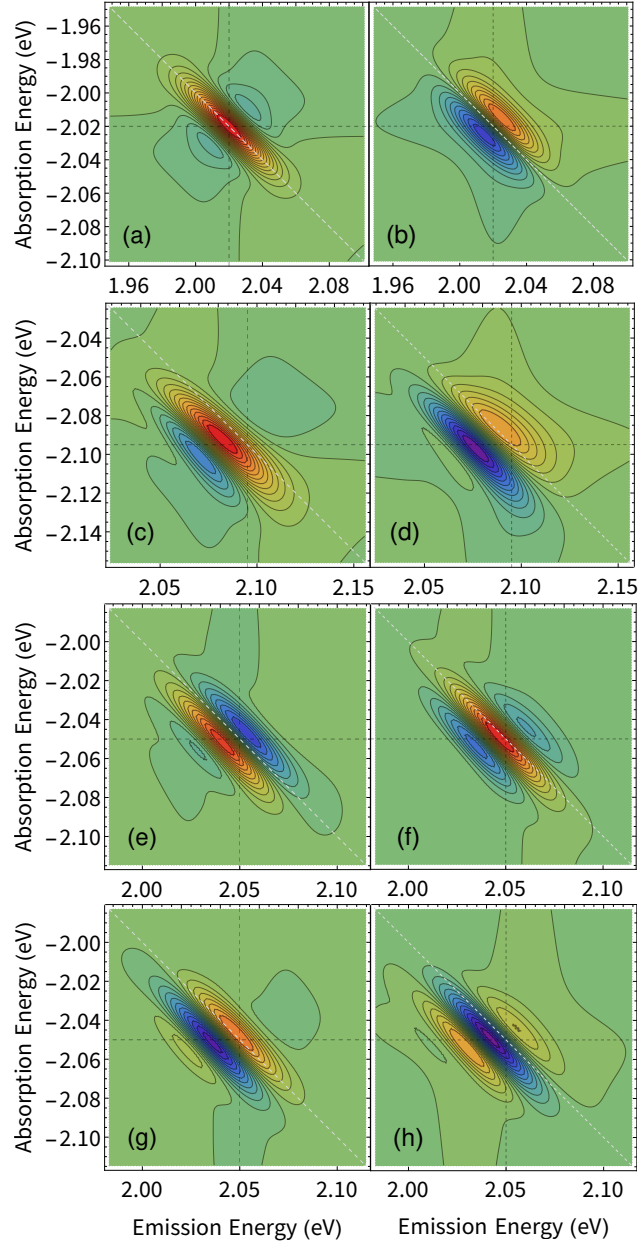 Absorption Energy (eV)
−1.96
−1.98
−2.00
−2.02
−2.04
−2.06
−2.08
−2.10
(a)
(b)
1.96 2.00 2.04 2.08 1.96 2.00 2.04 2.08
Absorption Energy (eV)
−2.04
−2.06
−2.08
−2.10
−2.12
−2.14
(c)
(d)
2.05 2.10 2.15 2.05 2.10 2.15
Absorption Energy (eV)
−2.00
−2.02
−2.04
−2.06
−2.08
−2.10
(e)
(f)
2.00 2.05 2.10 2.00 2.05 2.10
Absorption Energy (eV)
−2.00
−2.02
−2.04
−2.06
−2.08
−2.10
(g)
(h)
2.00 2.05 2.10 2.00 2.05 2.10
Emission Energy (eV) Emission Energy (eV)